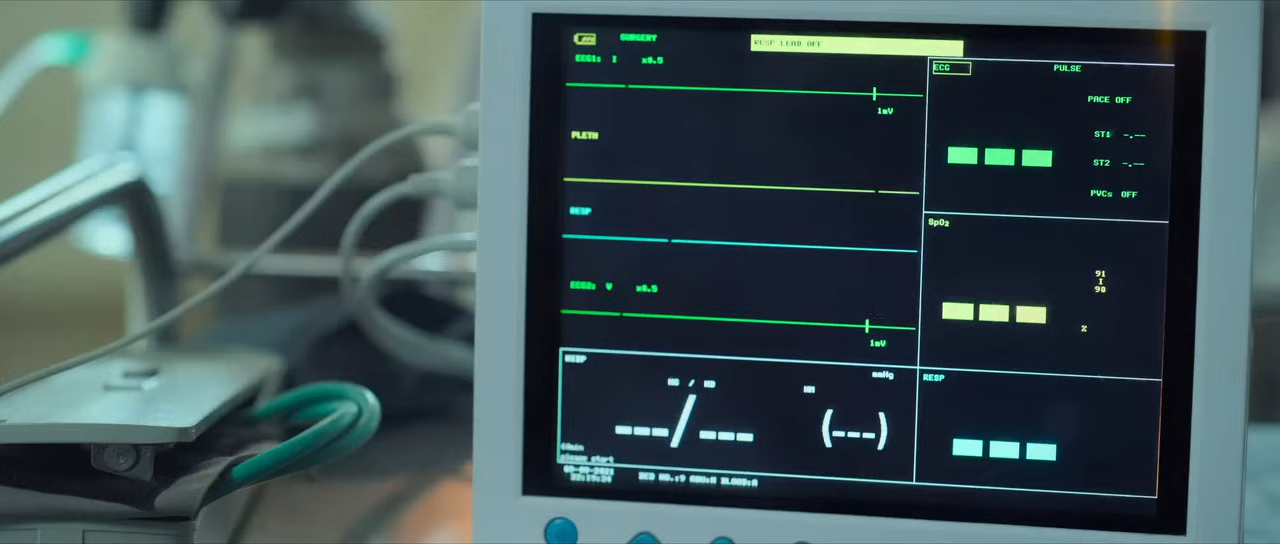 SURGERY
RESP LEAD OFF
ECG1: I x0.5
1mV
PLETH
RESP
ECG2: V x0.5
1mV
ECG
PULSE
PACE OFF
ST1 -.--
ST2 -.--
PVCs OFF
---
SpO₂
91
90
%
---
RESP
---
NIBP
mmHg
---/---
(---)
please start